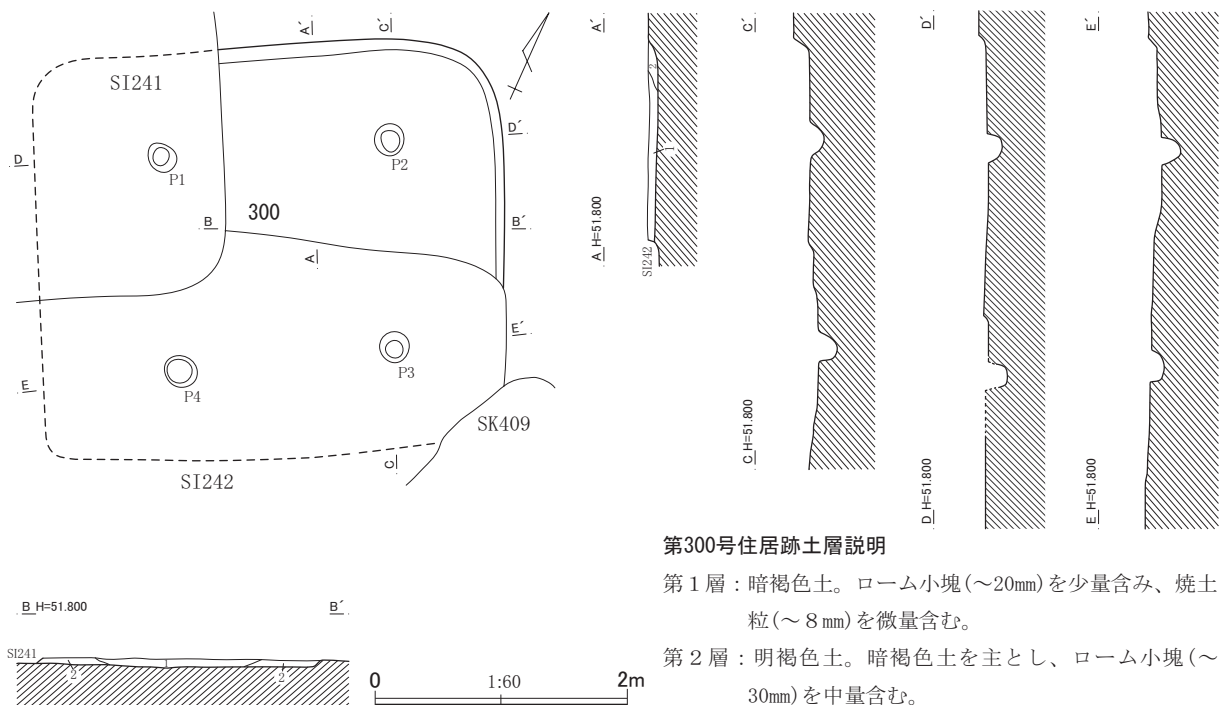 A´
C´
SI241
D
P1
P2
D´
B
300
B´
A
E´
E
P4
P3
SK409
C
SI242
A´
2
1
A H=51.800
SI242
C´
C H=51.800
D´
D H=51.800
E´
E H=51.800
B H=51.800
B´
SI241
2
1
2
0
1:60
2m
第300号住居跡土層説明
第１層：暗褐色土。ローム小塊(～20mm)を少量含み、焼土
粒(～８mm)を微量含む。
第２層：明褐色土。暗褐色土を主とし、ローム小塊(～
30mm)を中量含む。